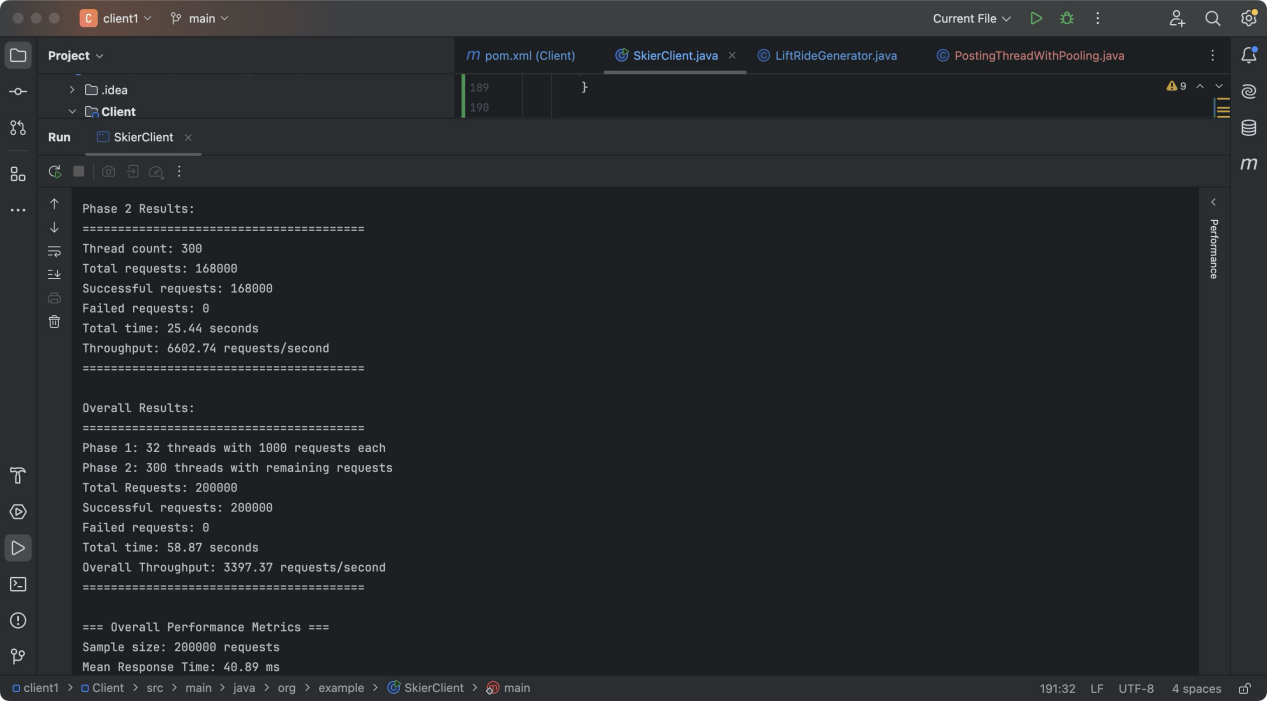 C client1 main Current File
Project
m pom.xml (Client) SkierClient.java LiftRideGenerator.java PostingThreadWithPooling.java
.idea
Client
189 }
190
9
Run SkierClient
Phase 2 Results:
========================================
Thread count: 300
Total requests: 168000
Successful requests: 168000
Failed requests: 0
Total time: 25.44 seconds
Throughput: 6602.74 requests/second
========================================
Overall Results:
========================================
Phase 1: 32 threads with 1000 requests each
Phase 2: 300 threads with remaining requests
Total Requests: 200000
Successful requests: 200000
Failed requests: 0
Total time: 58.87 seconds
Overall Throughput: 3397.37 requests/second
========================================
=== Overall Performance Metrics ===
Sample size: 200000 requests
Mean Response Time: 40.89 ms
Performance
client1 > Client > src > main > java > org > example > SkierClient > main 191:32 LF UTF-8 4 spaces